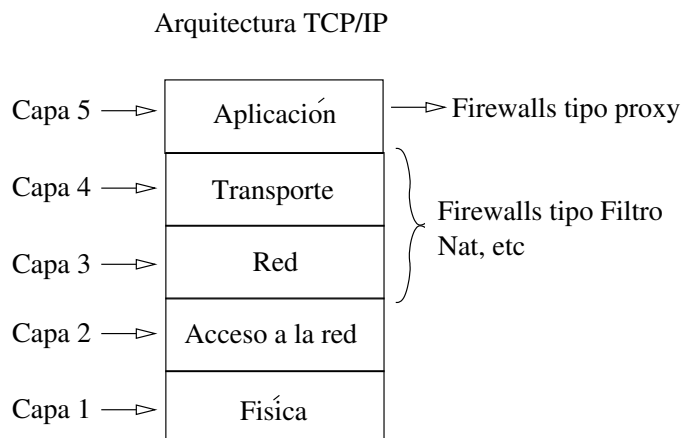 Arquitectura TCP/IP
Capa 5
Aplicación
Firewalls tipo proxy
Capa 4
Transporte
Firewalls tipo Filtro
Nat, etc
Capa 3
Red
Capa 2
Acceso a la red
Capa 1
Física